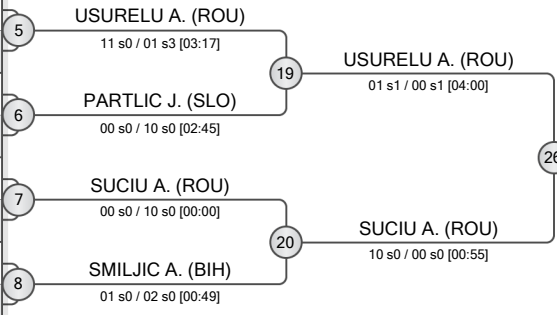 USURELU A. (ROU)
5
11 s0 / 01 s3 [03:17]
USURELU A. (ROU)
19
01 s1 / 00 s1 [04:00]
PARTLIC J. (SLO)
6
00 s0 / 10 s0 [02:45]
26
SUCIU A. (ROU)
7
00 s0 / 10 s0 [00:00]
SUCIU A. (ROU)
20
10 s0 / 00 s0 [00:55]
SMILJIC A. (BIH)
8
01 s0 / 02 s0 [00:49]